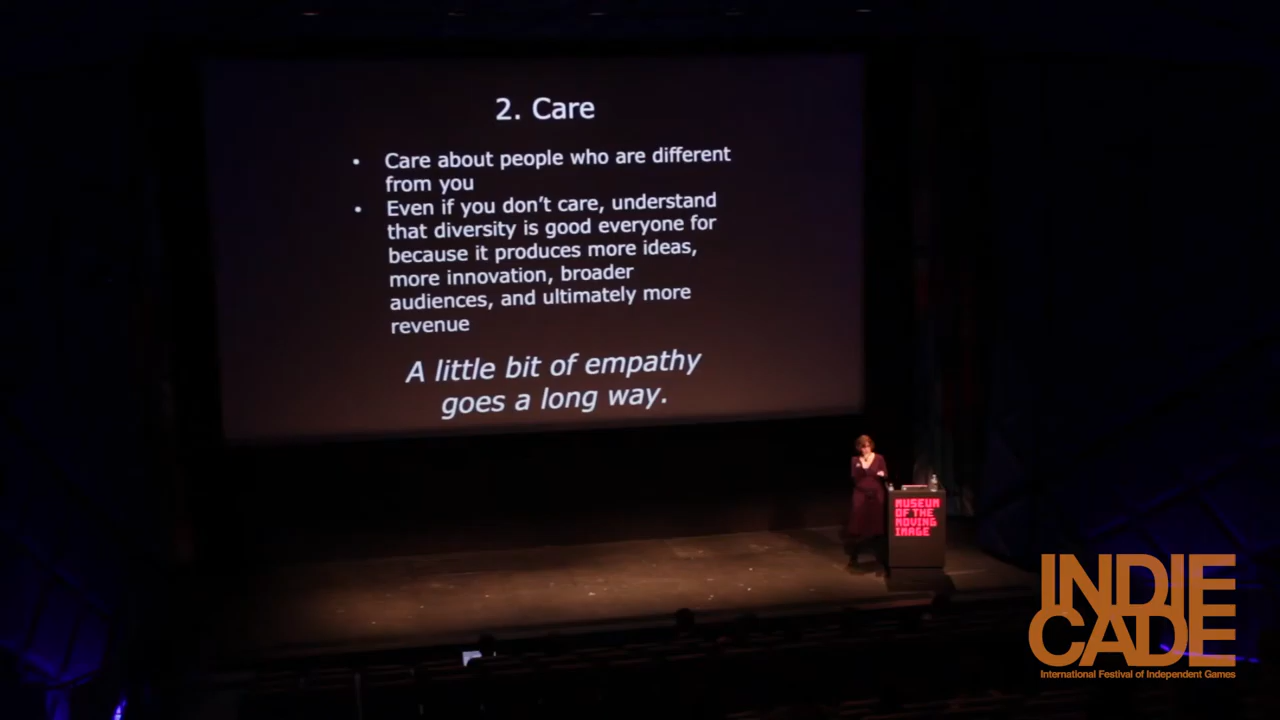 2. Care
• Care about people who are different
from you
• Even if you don't care, understand
that diversity is good everyone for
because it produces more ideas,
more innovation, broader
audiences, and ultimately more
revenue
A little bit of empathy
goes a long way.
MUSEUM
OF THE
MOVING
IMAGE
INDIE
CADE
International Festival of Independent Games